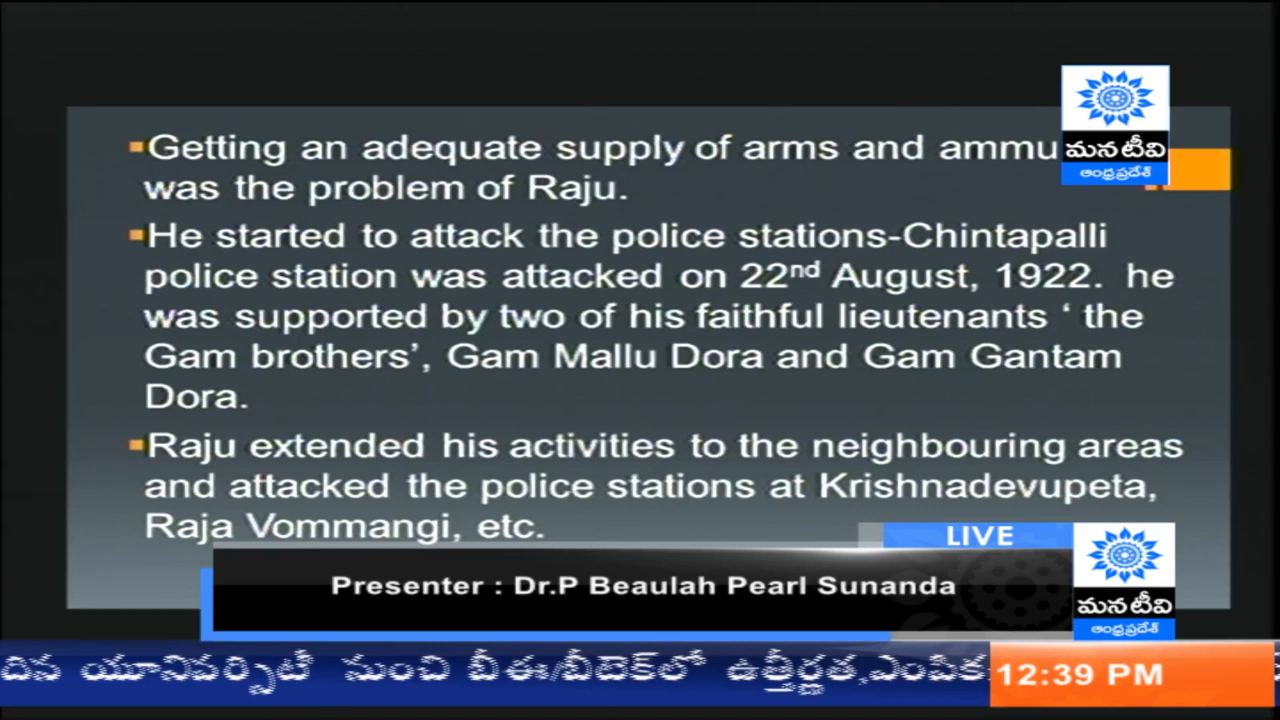 Getting an adequate supply of arms and ammu
was the problem of Raju.
He started to attack the police stations-Chintapalli
police station was attacked on 22nd August, 1922. he
was supported by two of his faithful lieutenants ‘ the
Gam brothers’, Gam Mallu Dora and Gam Gantam
Dora.
Raju extended his activities to the neighbouring areas
and attacked the police stations at Krishnadevupeta,
Raja Vommangi, etc.
మన టీవి
ఆంధ్రప్రదేశ్
LIVE
Presenter : Dr.P Beaulah Pearl Sunanda
మన టీవి
ఆంధ్రప్రదేశ్
యూనివర్సిటీ నుంచి బీఈ/బీటెక్‌లో ఉత్తీర్ణత,
12:39 PM